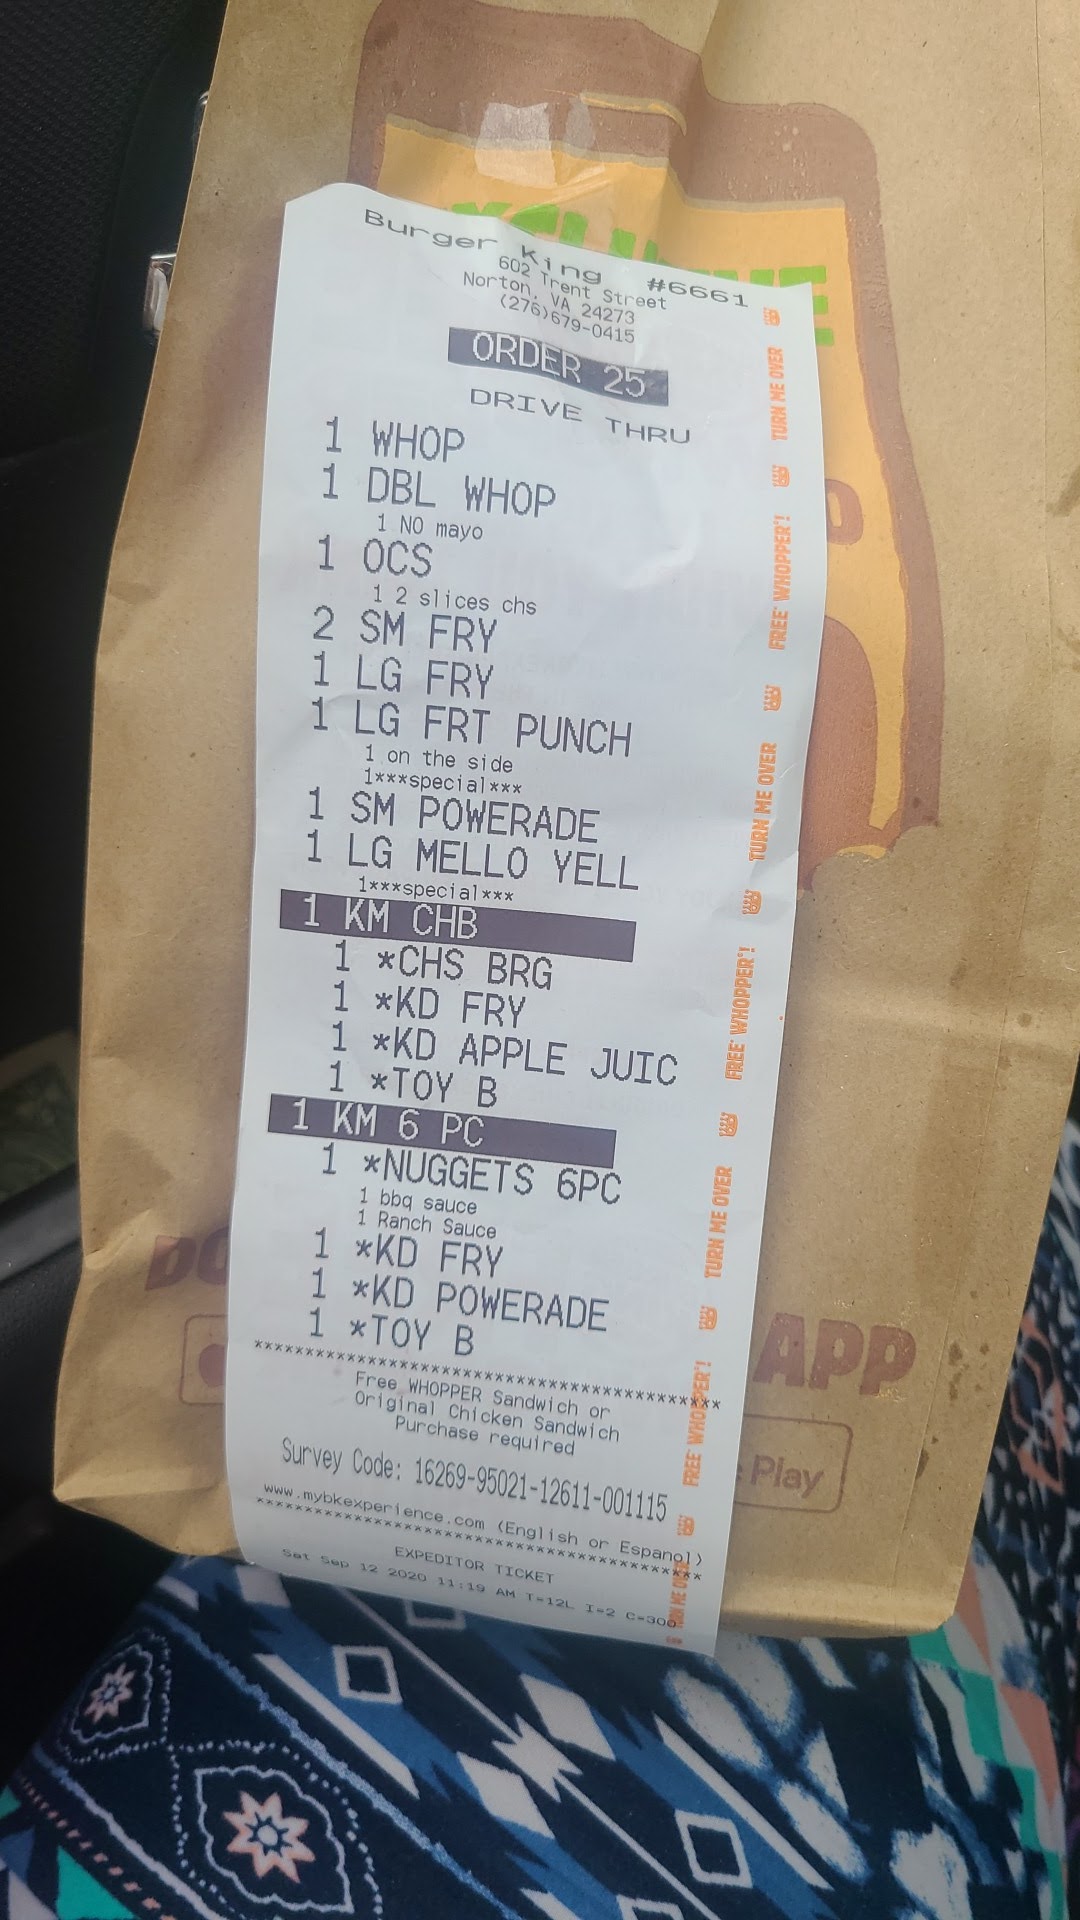 Burger King #6661
602 Trent Street
Norton, VA 24273
(276)679-0415
ORDER 25
DRIVE THRU
1 WHOP
1 DBL WHOP
1 NO mayo
1 OCS
1 2 slices chs
2 SM FRY
1 LG FRY
1 LG FRT PUNCH
1 on the side
1***special***
1 SM POWERADE
1 LG MELLO YELL
1***special***
1 KM CHB
1 *CHS BRG
1 *KD FRY
1 *KD APPLE JUIC
1 *TOY B
1 KM 6 PC
1 *NUGGETS 6PC
1 bbq sauce
1 Ranch Sauce
1 *KD FRY
1 *KD POWERADE
1 *TOY B
****************************************
Free WHOPPER Sandwich or
Original Chicken Sandwich
Purchase required
Survey Code: 16269-95021-12611-001115
www.mybkexperience.com (English or Espanol)
****************************************
EXPEDITOR TICKET
Sat Sep 12 2020 11:19 AM T=12L I=2 C=300
TURN ME OVER
FREE WHOPPER!
TURN ME OVER
FREE WHOPPER!
TURN ME OVER
FREE WHOPPER!
TURN ME OVER
APP
Play